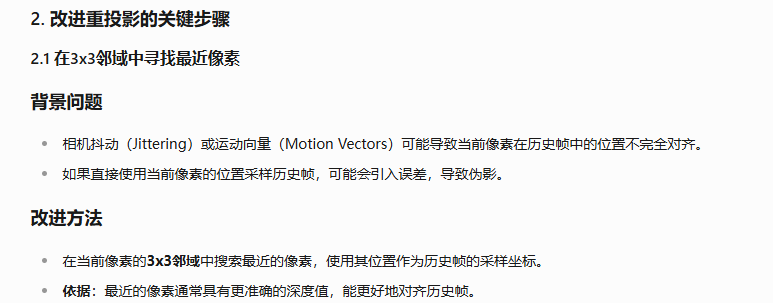 2. 改进重投影的关键步骤
2.1 在3x3邻域中寻找最近像素
背景问题
相机抖动（Jittering）或运动向量（Motion Vectors）可能导致当前像素在历史帧中的位置不完全对齐。
如果直接使用当前像素的位置采样历史帧，可能会引入误差，导致伪影。
改进方法
在当前像素的3x3邻域中搜索最近的像素，使用其位置作为历史帧的采样坐标。
依据：最近的像素通常具有更准确的深度值，能更好地对齐历史帧。